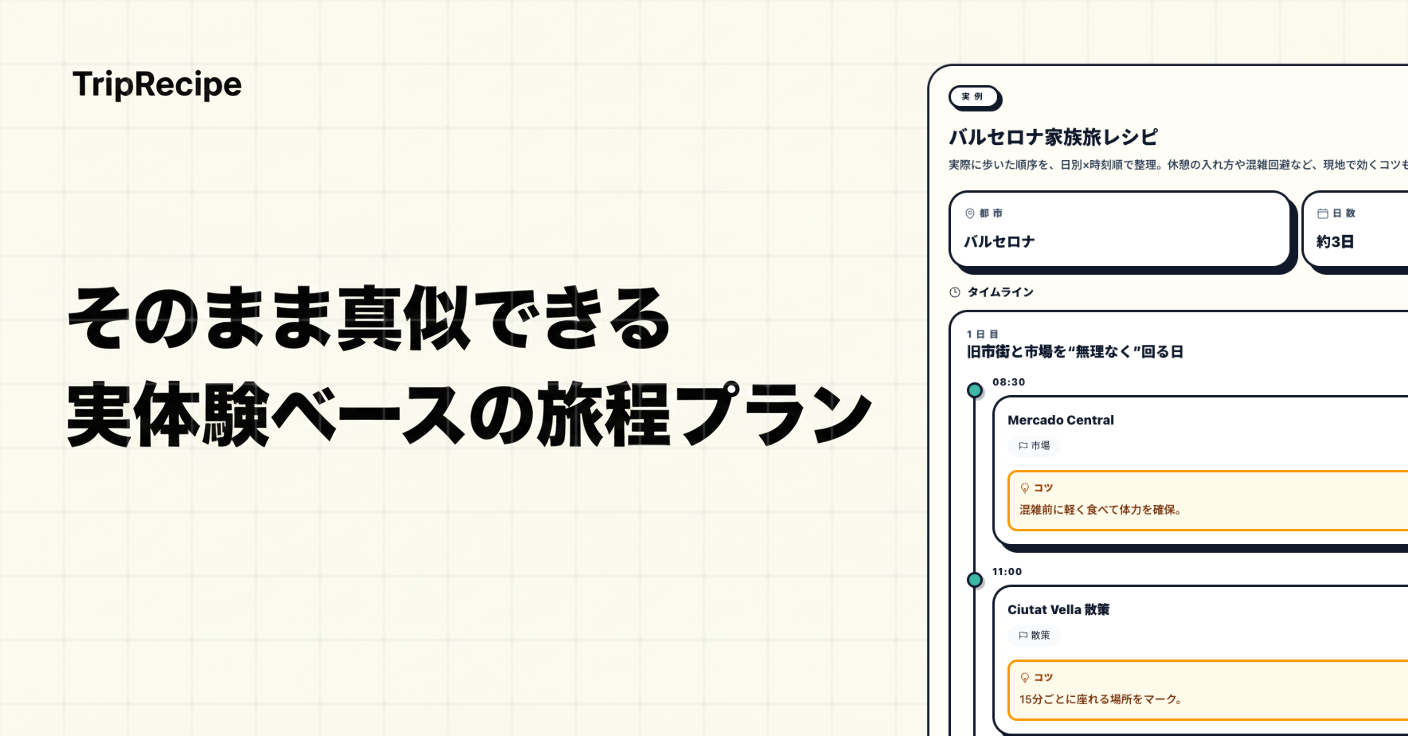 TripRecipe
そのまま真似できる
実体験ベースの旅程プラン
実例
バルセロナ家族旅レシピ
実際に歩いた順序を、日別×時刻順で整理。休憩の入れ方や混雑回避など、現地で効くコツも
都市
バルセロナ
日数
約3日
タイムライン
1日目
旧市街と市場を“無理なく”回る日
08:30
Mercado Central
市場
コツ
混雑前に軽く食べて体力を確保。
11:00
Ciutat Vella 散策
散策
コツ
15分ごとに座れる場所をマーク。